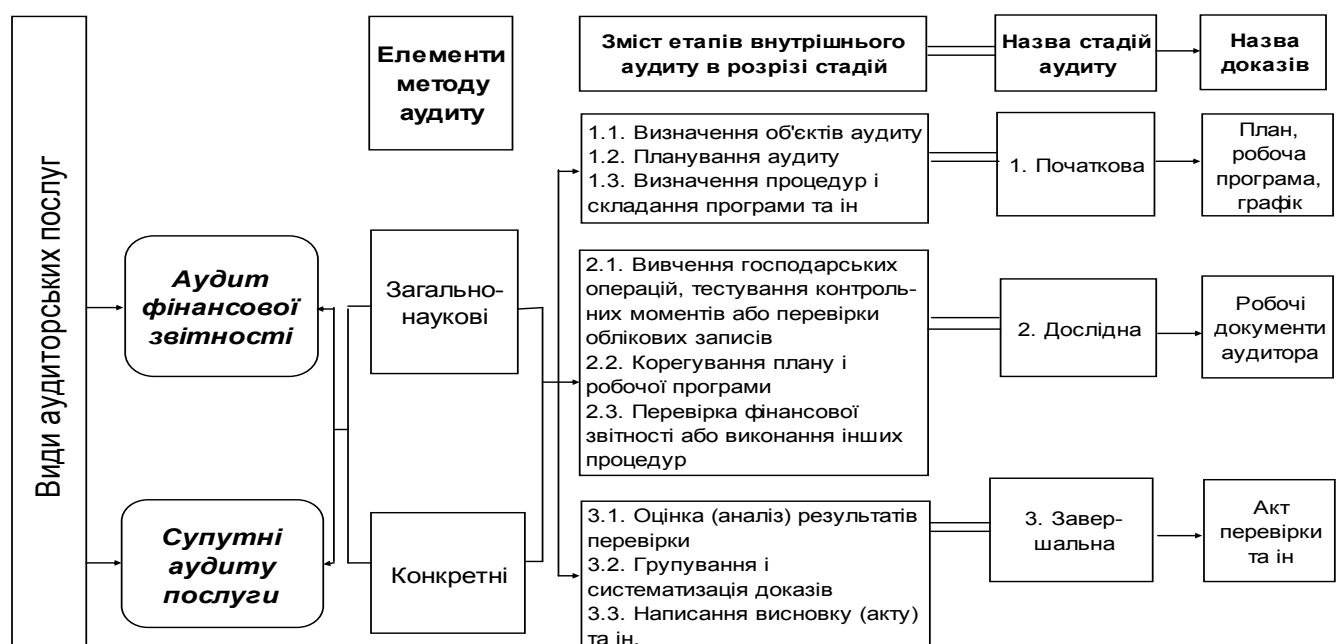 Види аудиторських послуг
Аудит
фінансової
звітності
Супутні
аудиту
послуги
Елементи
методу
аудиту
Загально-
наукові
Конкретні
Зміст етапів внутрішнього
аудиту в розрізі стадій
Назва стадій
аудиту
Назва
доказів
1.1. Визначення об'єктів аудиту
1.2. Планування аудиту
1.3. Визначення процедур і
складання програми та ін
1. Початкова
План,
робоча
програма,
графік
2.1. Вивчення господарських
операцій, тестування контроль-
них моментів або перевірки
облікових записів
2.2. Корегування плану і
робочої програми
2.3. Перевірка фінансової
звітності або виконання інших
процедур
2. Дослідна
Робочі
документи
аудитора
3.1. Оцінка (аналіз) результатів
перевірки
3.2. Групування і
систематизація доказів
3.3. Написання висновку (акту)
та ін.
3. Завер-
шальна
Акт
перевірки
та ін